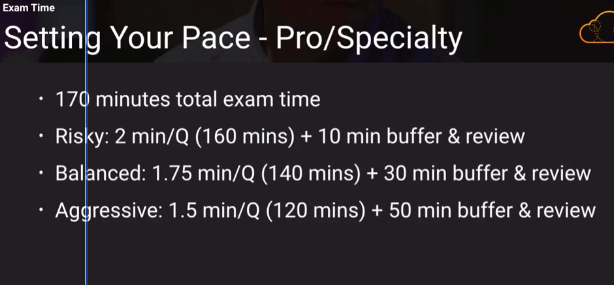 Exam Time
Setting Your Pace - Pro/Specialty
• 170 minutes total exam time
• Risky: 2 min/Q (160 mins) + 10 min buffer & review
• Balanced: 1.75 min/Q (140 mins) + 30 min buffer & review
• Aggressive: 1.5 min/Q (120 mins) + 50 min buffer & review